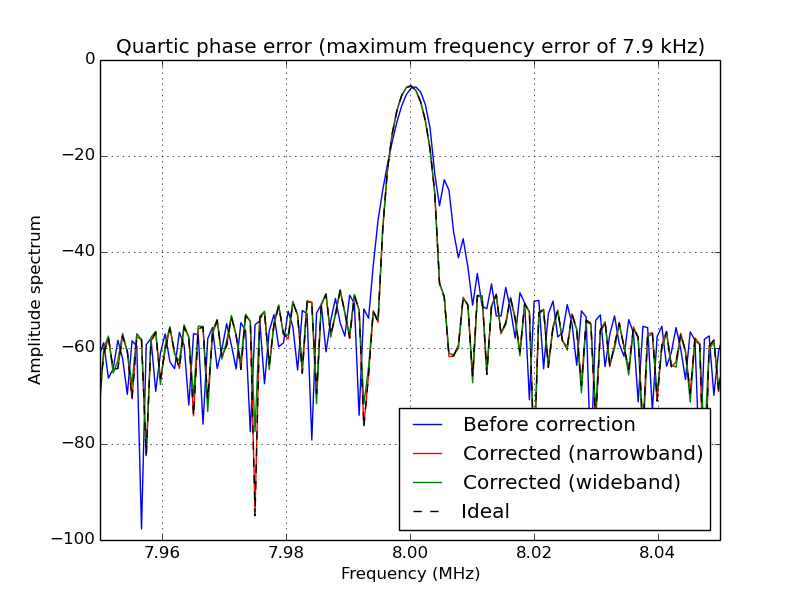 Quartic phase error (maximum frequency error of 7.9 kHz)
0
−20
−40
−60
−80
−100
Amplitude spectrum
Before correction
Corrected (narrowband)
Corrected (wideband)
Ideal
7.96 7.98 8.00 8.02 8.04
Frequency (MHz)